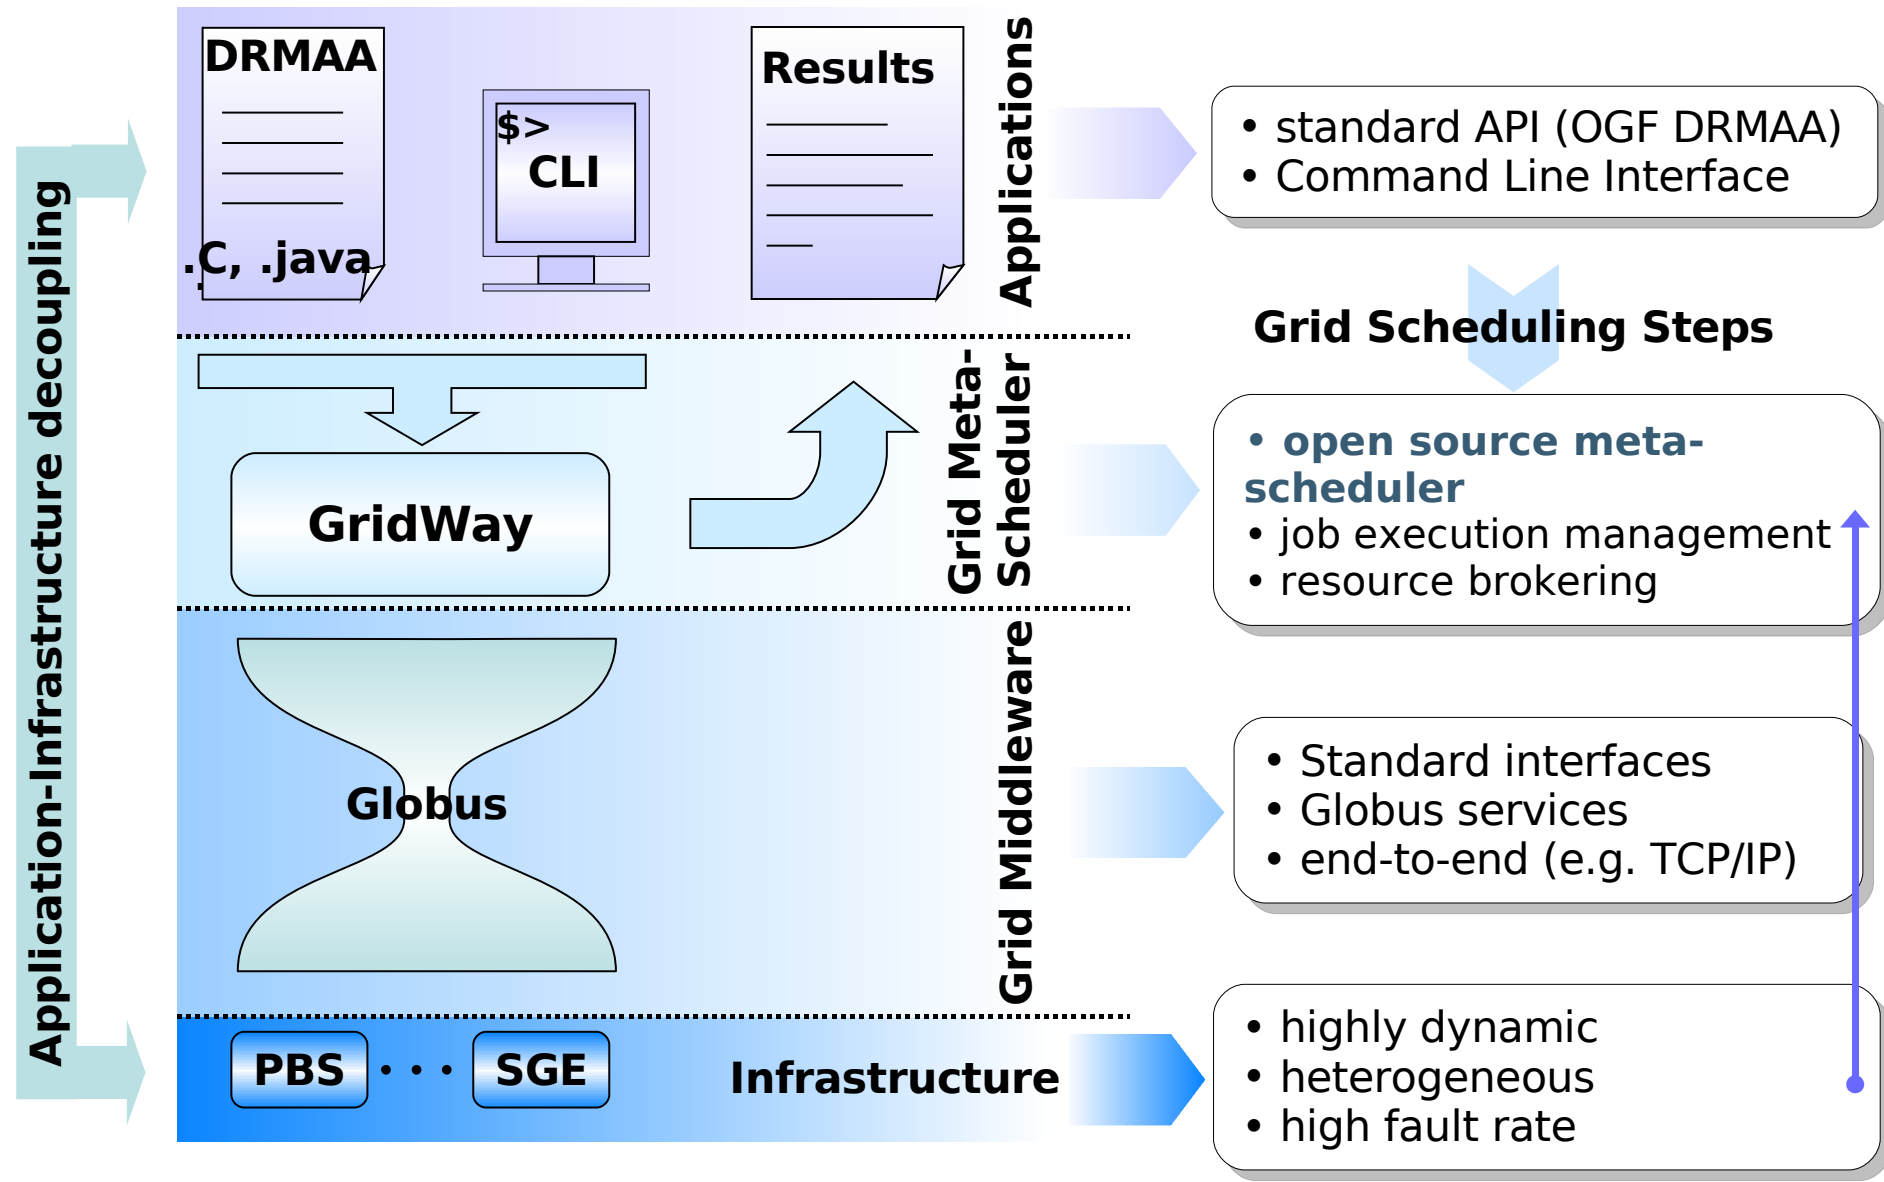 Application-Infrastructure decoupling
DRMAA
.C, .java
$>
CLI
Results
Applications
• standard API (OGF DRMAA)
• Command Line Interface
Grid Scheduling Steps
GridWay
Grid Meta-
Scheduler
• open source meta-
scheduler
• job execution management
• resource brokering
Globus
Grid Middleware
• Standard interfaces
• Globus services
• end-to-end (e.g. TCP/IP)
PBS
· · ·
SGE
Infrastructure
• highly dynamic
• heterogeneous
• high fault rate